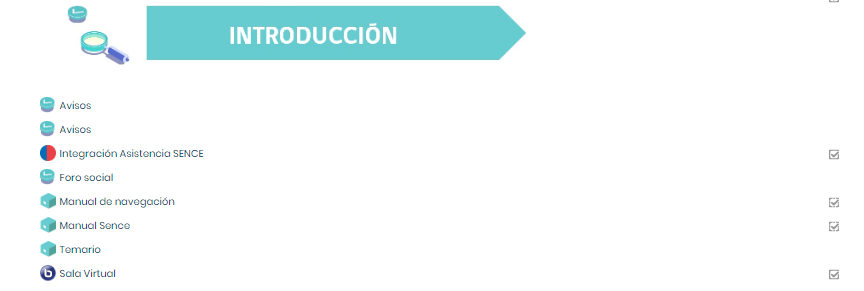 INTRODUCCIÓN
Avisos
Avisos
Integración Asistencia SENCE
Foro social
Manual de navegación
Manual Sence
Temario
Sala Virtual